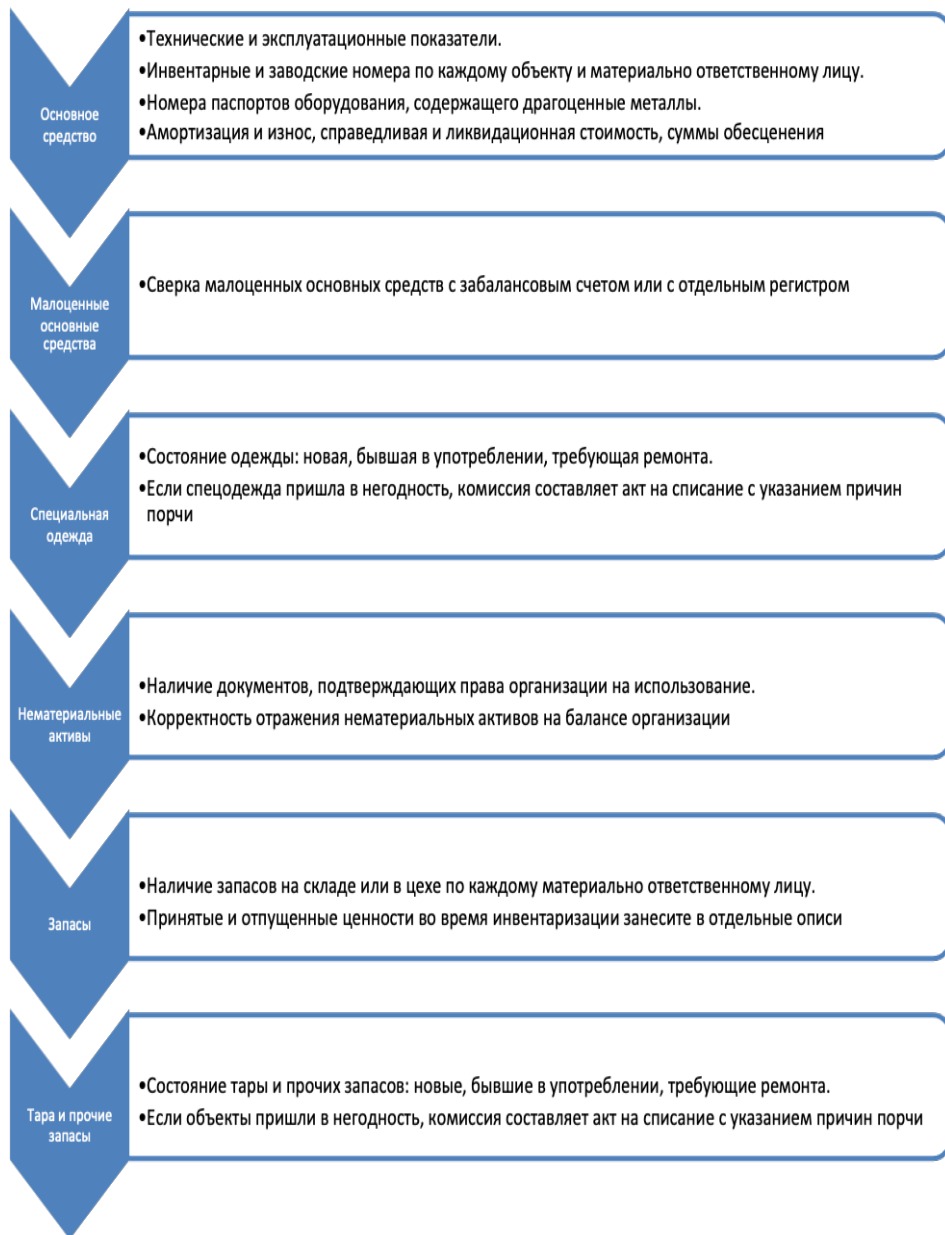 Основное
средство
•Технические и эксплуатационные показатели.
•Инвентарные и заводские номера по каждому объекту и материально ответственному лицу.
•Номера паспортов оборудования, содержащего драгоценные металлы.
•Амортизация и износ, справедливая и ликвидационная стоимость, суммы обесценения
Малоценные
основные
средства
•Сверка малоценных основных средств с забалансовым счетом или с отдельным регистром
Специальная
одежда
•Состояние одежды: новая, бывшая в употреблении, требующая ремонта.
•Если спецодежда пришла в негодность, комиссия составляет акт на списание с указанием причин
порчи
Нематериальные
активы
•Наличие документов, подтверждающих права организации на использование.
•Корректность отражения нематериальных активов на балансе организации
Запасы
•Наличие запасов на складе или в цехе по каждому материально ответственному лицу.
•Принятые и отпущенные ценности во время инвентаризации занесите в отдельные описи
Тара и прочие
запасы
•Состояние тары и прочих запасов: новые, бывшие в употреблении, требующие ремонта.
•Если объекты пришли в негодность, комиссия составляет акт на списание с указанием причин порчи